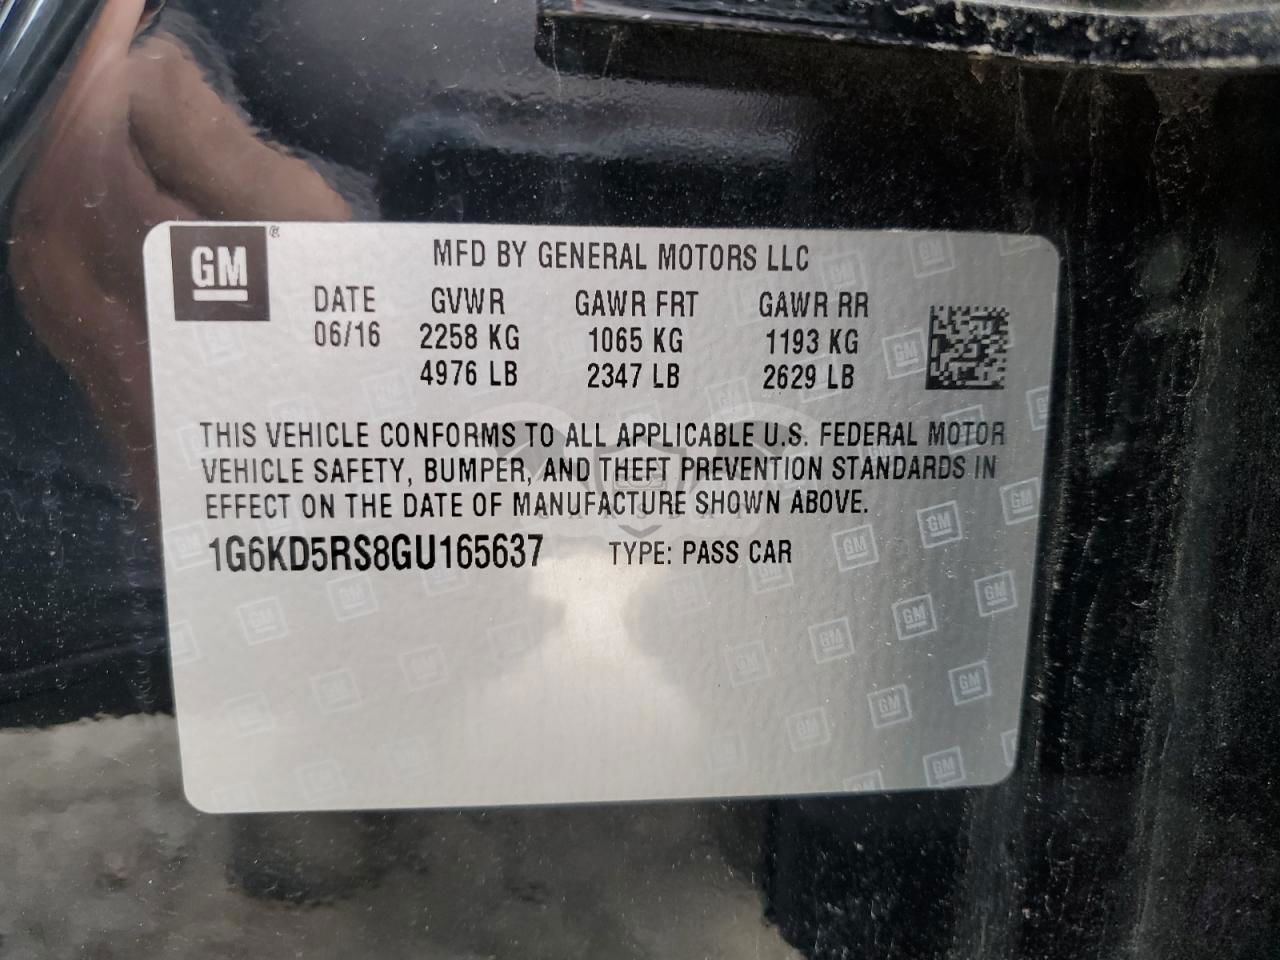 GM ®
MFD BY GENERAL MOTORS LLC
DATE GVWR GAWR FRT GAWR RR
06/16 2258 KG 1065 KG 1193 KG
4976 LB 2347 LB 2629 LB
THIS VEHICLE CONFORMS TO ALL APPLICABLE U.S. FEDERAL MOTOR
VEHICLE SAFETY, BUMPER, AND THEFT PREVENTION STANDARDS IN
EFFECT ON THE DATE OF MANUFACTURE SHOWN ABOVE.
1G6KD5RS8GU165637 TYPE: PASS CAR